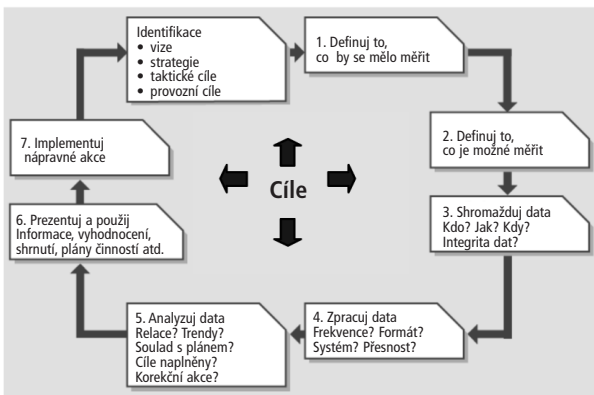 Identifikace
• vize
• strategie
• taktické cíle
• provozní cíle
1. Definuj to,
co by se mělo měřit
2. Definuj to,
co je možné měřit
3. Shromažduj data
Kdo? Jak? Kdy?
Integrita dat?
4. Zpracuj data
Frekvence? Formát?
Systém? Přesnost?
5. Analyzuj data
Relace? Trendy?
Soulad s plánem?
Cíle naplněny?
Korekční akce?
6. Prezentuj a použij
Informace, vyhodnocení,
shrnutí, plány činností atd.
7. Implementuj
nápravné akce
Cíle